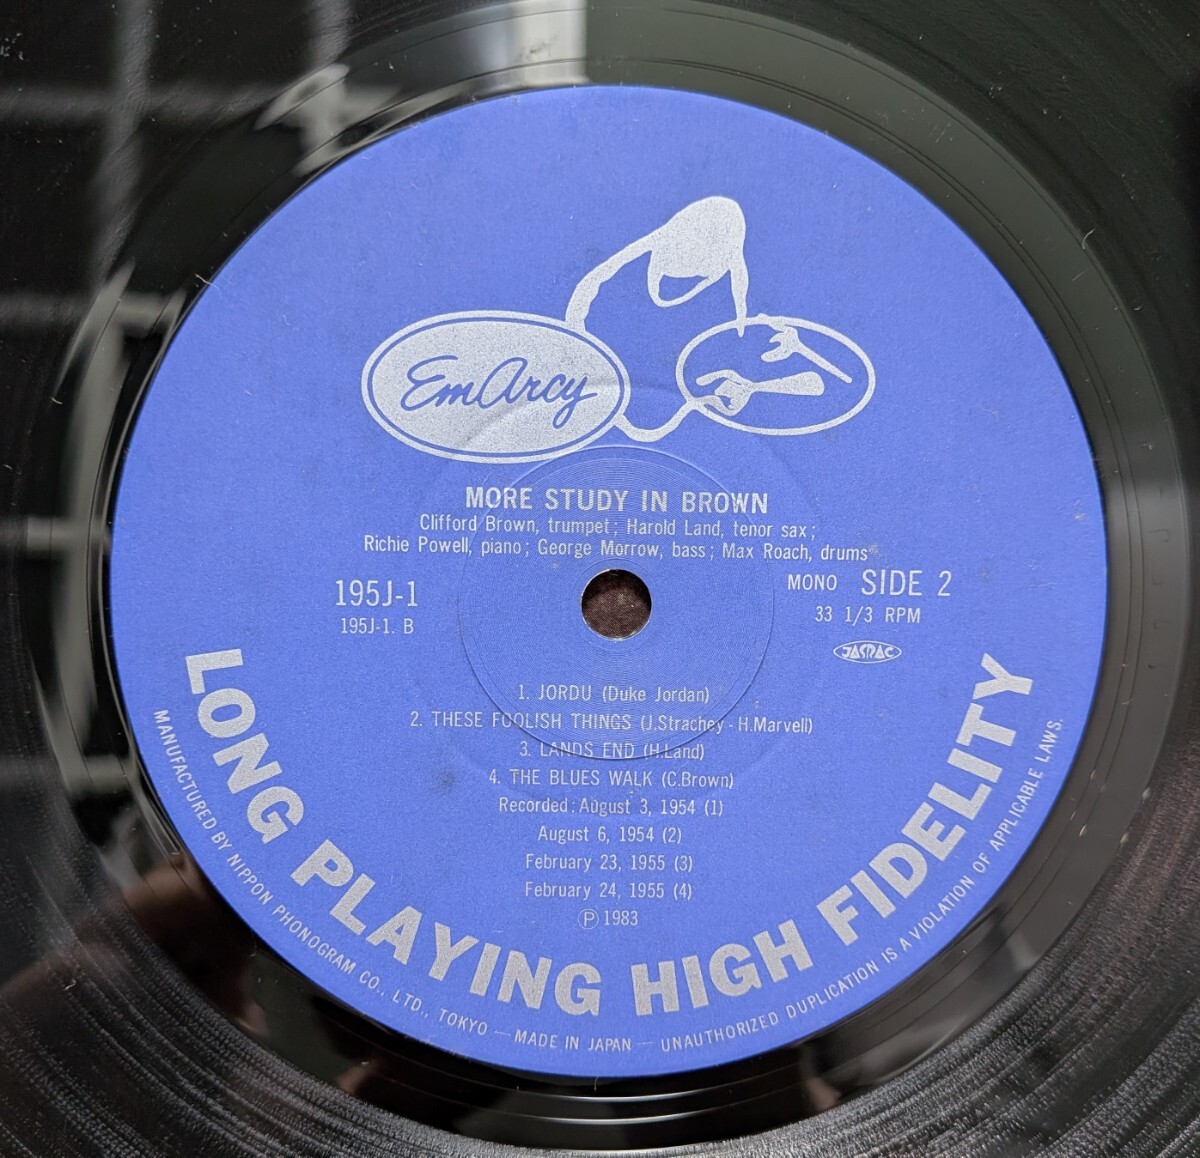 EmArcy
MORE STUDY IN BROWN
Clifford Brown, trumpet; Harold Land, tenor sax;
Richie Powell, piano; George Morrow, bass; Max Roach, drums
195J-1
195J-1. B
MONO SIDE 2
33 1/3 RPM
JASRAC
1. JORDU (Duke Jordan)
2. THESE FOOLISH THINGS (J.Strachey - H.Marvell)
3. LANDS END (H.Land)
4. THE BLUES WALK (C.Brown)
Recorded: August 3, 1954 (1)
August 6, 1954 (2)
February 23, 1955 (3)
February 24, 1955 (4)
Ⓟ 1983
LONG PLAYING HIGH FIDELITY
MANUFACTURED BY NIPPON PHONOGRAM CO., LTD., TOKYO — MADE IN JAPAN — UNAUTHORIZED DUPLICATION IS A VIOLATION OF APPLICABLE LAWS.